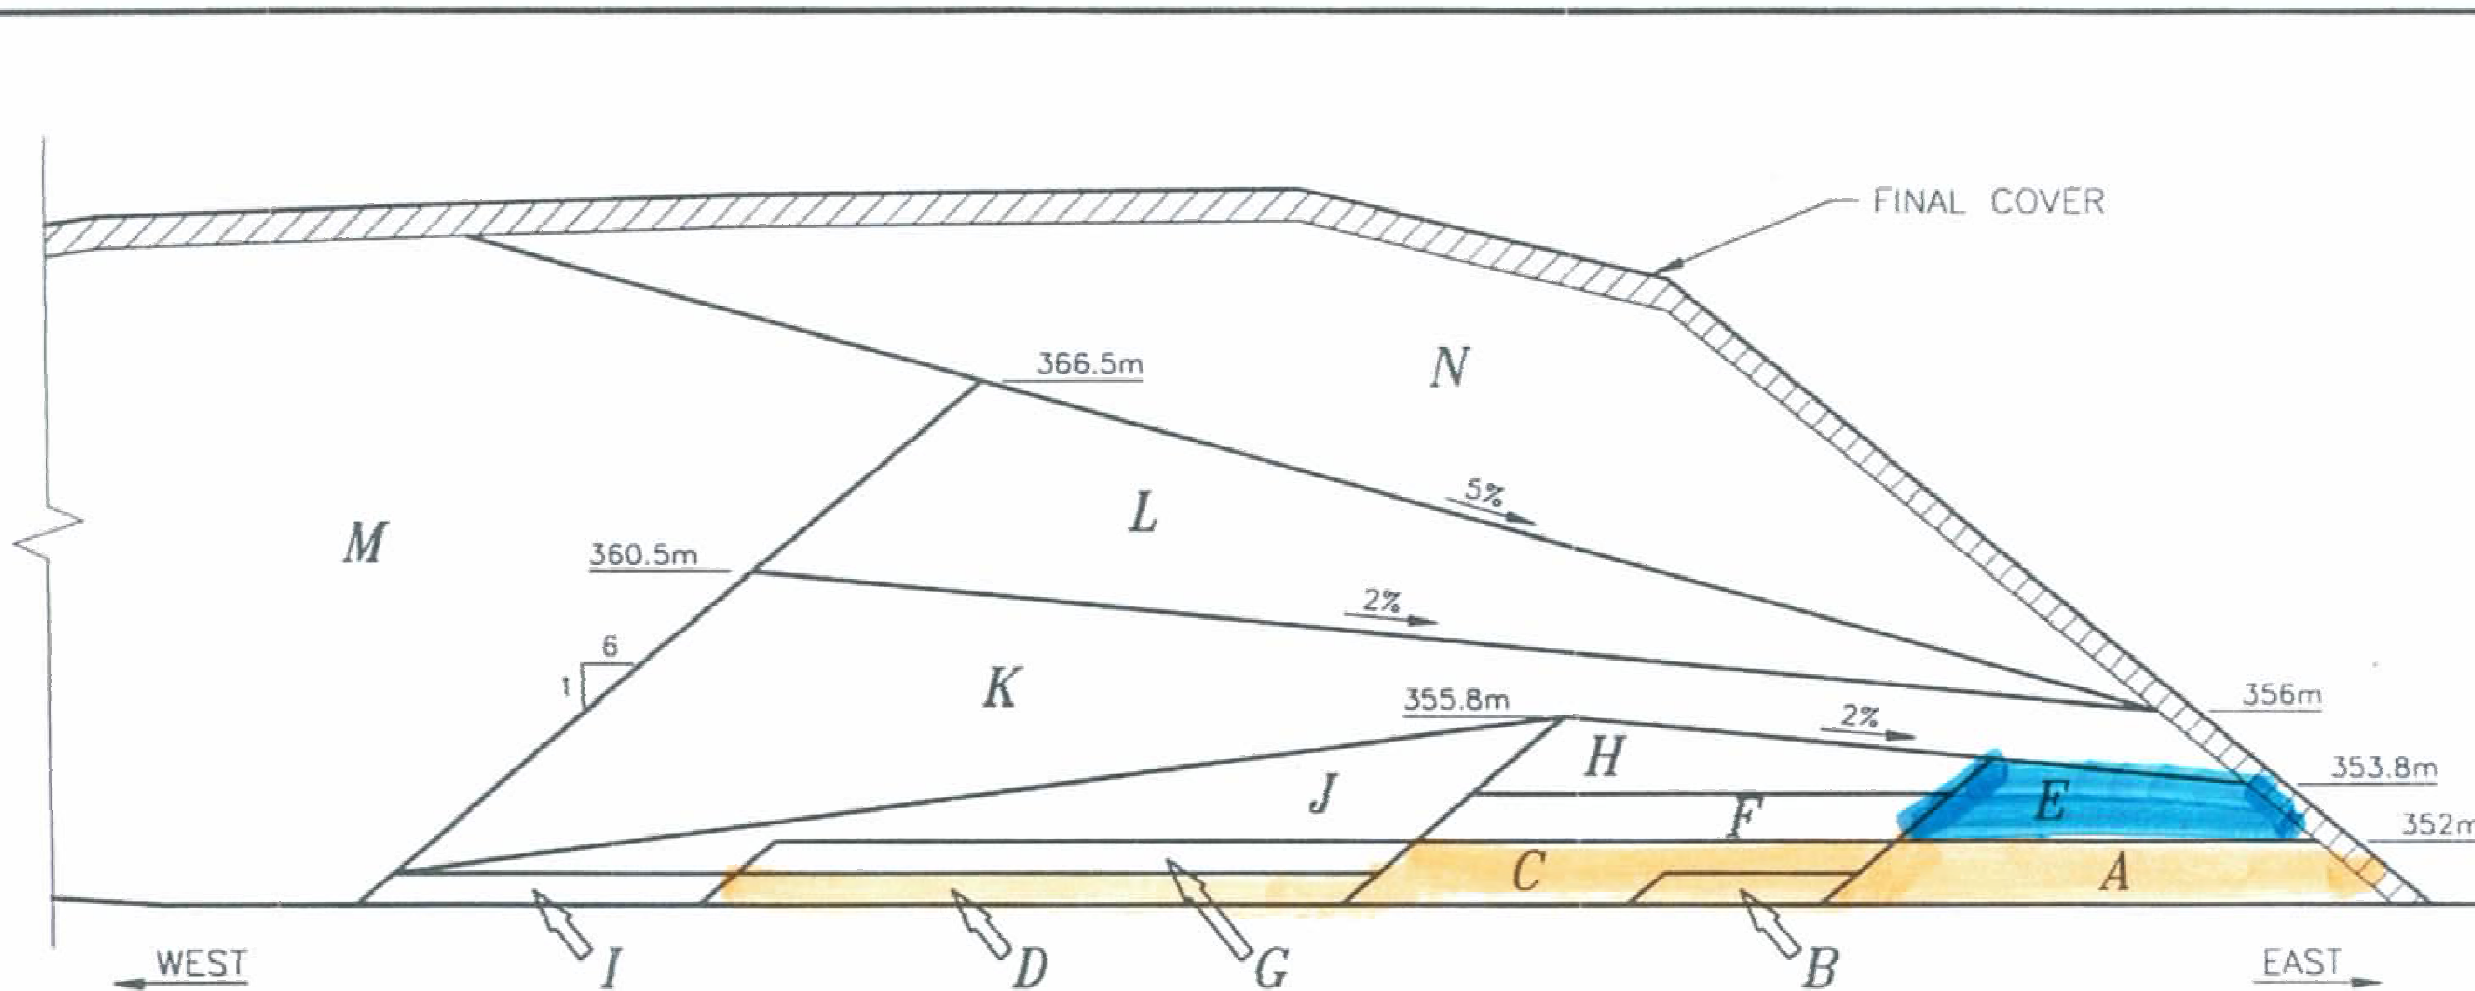 FINAL COVER
366.5m
N
5%
L
M
360.5m
2%
6
1
K
355.8m
356m
2%
H
353.8m
J
E
F
352m
C
A
I
D
G
B
WEST
EAST